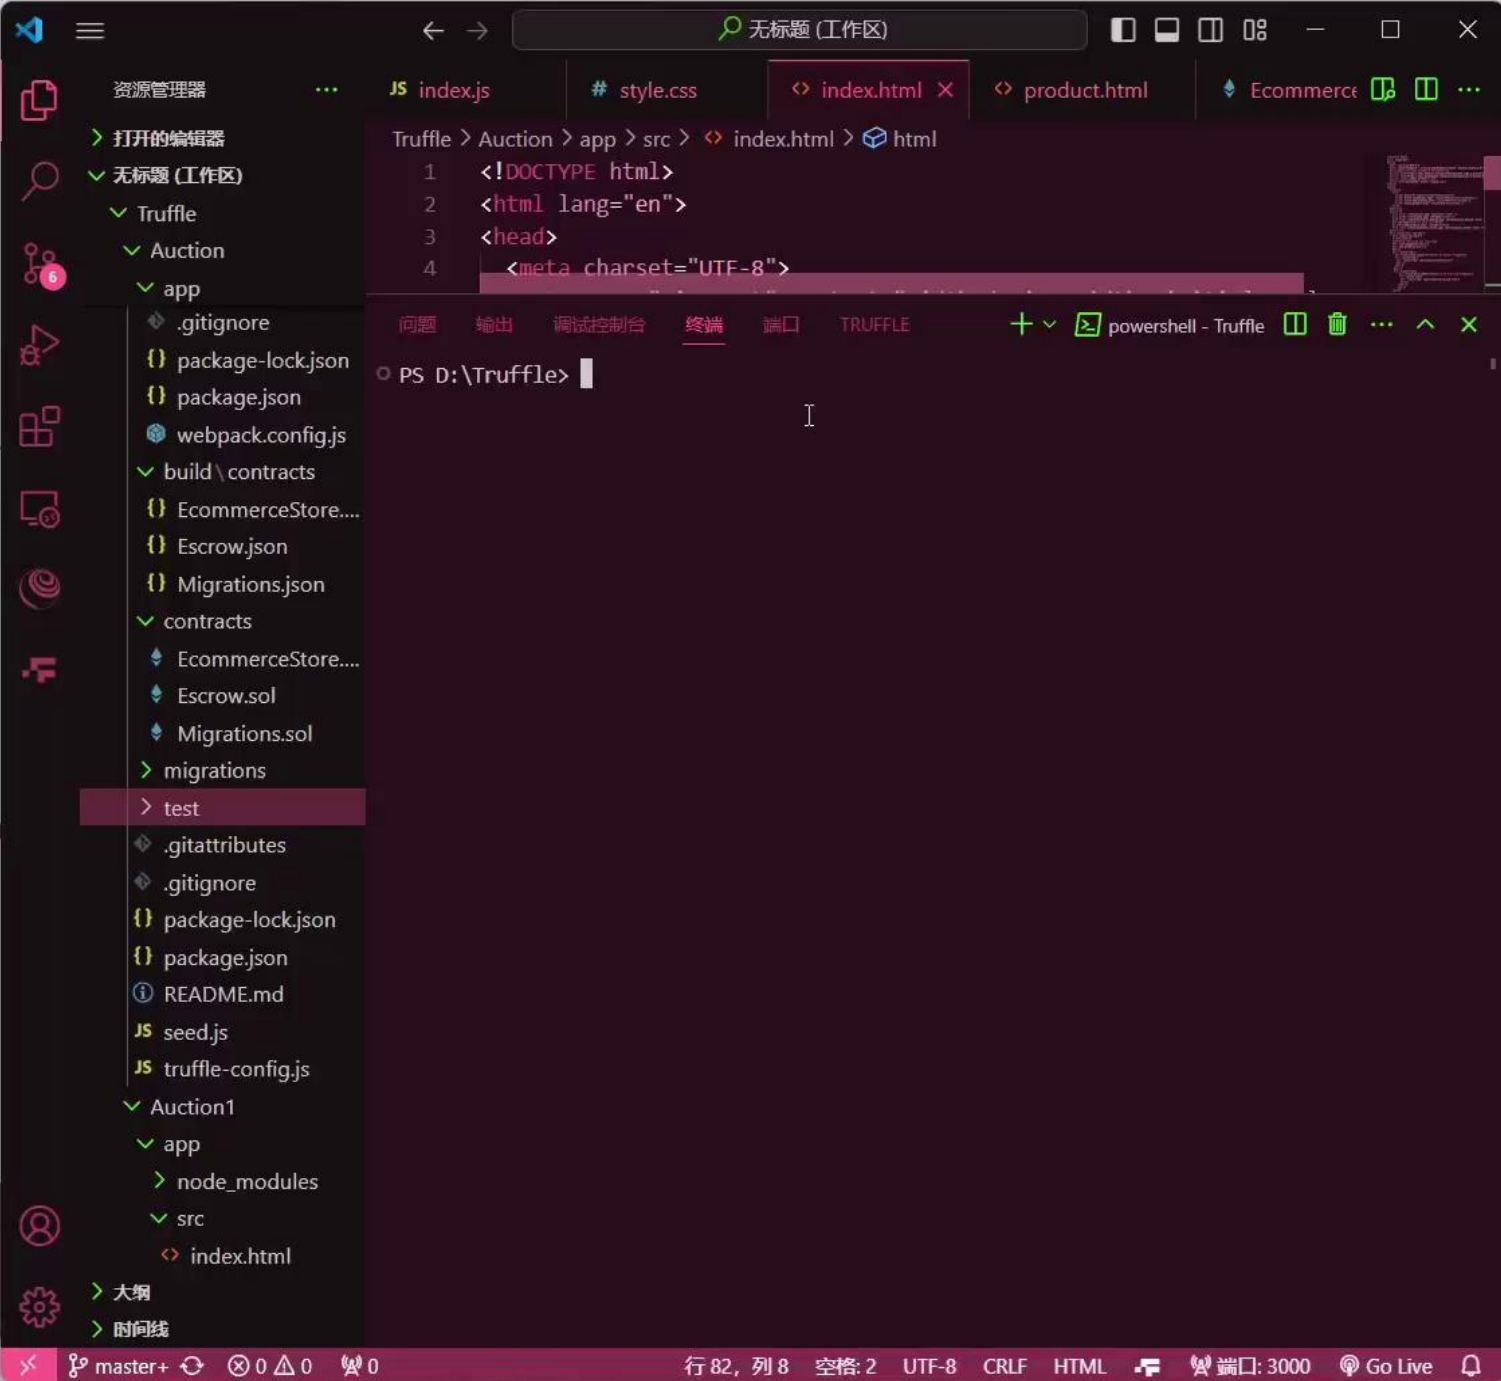 无标题 (工作区)
资源管理器
index.js
style.css
index.html
product.html
Ecommerce
打开的编辑器
无标题 (工作区)
Truffle
Auction
app
.gitignore
package-lock.json
package.json
webpack.config.js
build\contracts
EcommerceStore....
Escrow.json
Migrations.json
contracts
EcommerceStore....
Escrow.sol
Migrations.sol
migrations
test
.gitattributes
.gitignore
package-lock.json
package.json
README.md
seed.js
truffle-config.js
Auction1
app
node_modules
src
index.html
大纲
时间线
Truffle > Auction > app > src > index.html > html
1 <!DOCTYPE html>
2 <html lang="en">
3 <head>
4 <meta charset="UTF-8">
问题 输出 调试控制台 终端 端口 TRUFFLE
powershell - Truffle
PS D:\Truffle>
6
master+ 0 0 0
行 82, 列 8 空格: 2 UTF-8 CRLF HTML 端口: 3000 Go Live